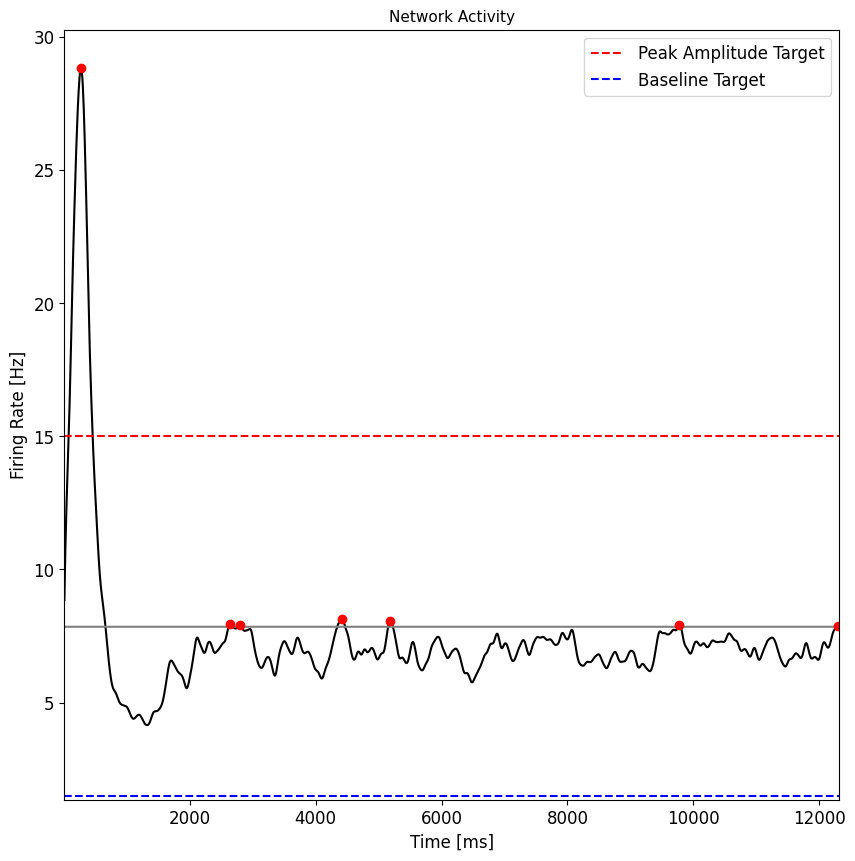 Network Activity
Peak Amplitude Target
Baseline Target
Firing Rate [Hz]
30
25
20
15
10
5
2000
4000
6000
8000
10000
12000
Time [ms]